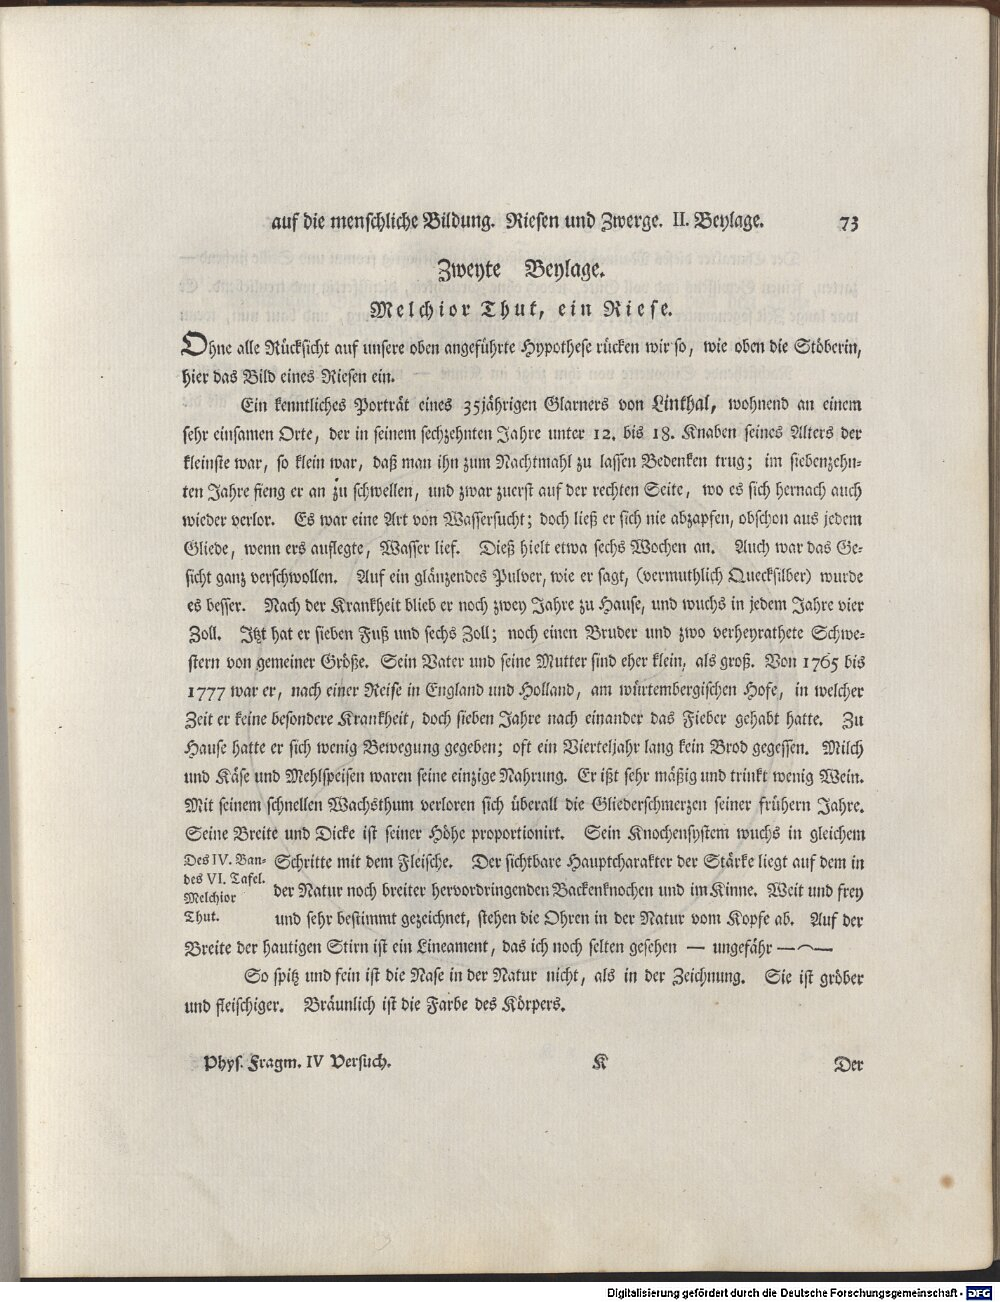 auf die menschliche Bildung. Riesen und Zwerge. II. Beylage. 73
Zweyte Beylage.
Melchior Thut, ein Riese.
Ohne alle Rücksicht auf unsere oben angeführte Hypothese rücken wir so, wie oben die Stöberin,
hier das Bild eines Riesen ein.
Ein kenntliches Porträt eines 35jährigen Glarners von Linthal, wohnend an einem
sehr einsamen Orte, der in seinem sechzehnten Jahre unter 12. bis 18. Knaben seines Alters der
kleinste war, so klein war, daß man ihn zum Nachtmahl zu lassen Bedenken trug; im siebenzehn-
ten Jahre fieng er an zu schwellen, und zwar zuerst auf der rechten Seite, wo es sich hernach auch
wieder verlor. Es war eine Art von Wassersucht; doch ließ er sich nie abzapfen, obschon aus jedem
Gliede, wenn ers auflegte, Wasser lief. Dieß hielt etwa sechs Wochen an. Auch war das Ge-
sicht ganz verschwollen. Auf ein glänzendes Pulver, wie er sagt, (vermuthlich Quecksilber) wurde
es besser. Nach der Krankheit blieb er noch zwey Jahre zu Hause, und wuchs in jedem Jahre vier
Zoll. Itzt hat er sieben Fuß und sechs Zoll; noch einen Bruder und zwo verheyrathete Schwe-
stern von gemeiner Größe. Sein Vater und seine Mutter sind eher klein, als groß. Von 1765 bis
1777 war er, nach einer Reise in England und Holland, am würtembergischen Hofe, in welcher
Zeit er keine besondere Krankheit, doch sieben Jahre nach einander das Fieber gehabt hatte. Zu
Hause hatte er sich wenig Bewegung gegeben; oft ein Vierteljahr lang kein Brod gegessen. Milch
und Käse und Mehlspeisen waren seine einzige Nahrung. Er ißt sehr mäßig und trinkt wenig Wein.
Mit seinem schnellen Wachsthum verloren sich überall die Gliederschmerzen seiner frühern Jahre.
Seine Breite und Dicke ist seiner Höhe proportionirt. Sein Knochensystem wuchs in gleichem
Des IV. Ban-
des VI. Tafel.
Melchior
Thut.
Schritte mit dem Fleische. Der sichtbare Hauptcharakter der Stärke liegt auf dem in
der Natur noch breiter hervordringenden Backenknochen und im Kinne. Weit und frey
und sehr bestimmt gezeichnet, stehen die Ohren in der Natur vom Kopfe ab. Auf der
Breite der hautigen Stirn ist ein Lineament, das ich noch selten gesehen — ungefähr —⌒—
So spitz und fein ist die Nase in der Natur nicht, als in der Zeichnung. Sie ist gröber
und fleischiger. Bräunlich ist die Farbe des Körpers.
Phys. Fragm. IV Versuch. K Der
Digitalisierung gefördert durch die Deutsche Forschungsgemeinschaft - DFG